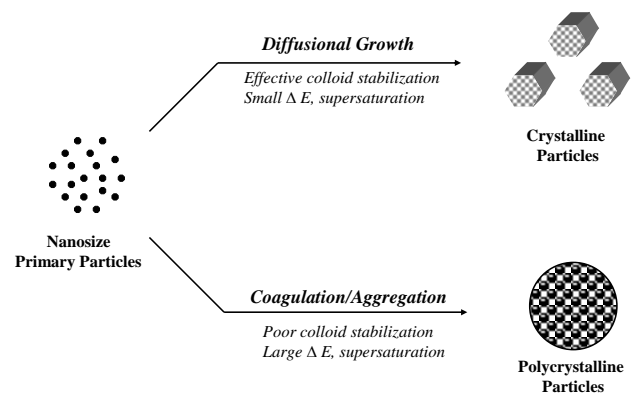 Diffusional Growth
Effective colloid stabilization
Small Δ E, supersaturation
Crystalline
Particles
Nanosize
Primary Particles
Coagulation/Aggregation
Poor colloid stabilization
Large Δ E, supersaturation
Polycrystalline
Particles